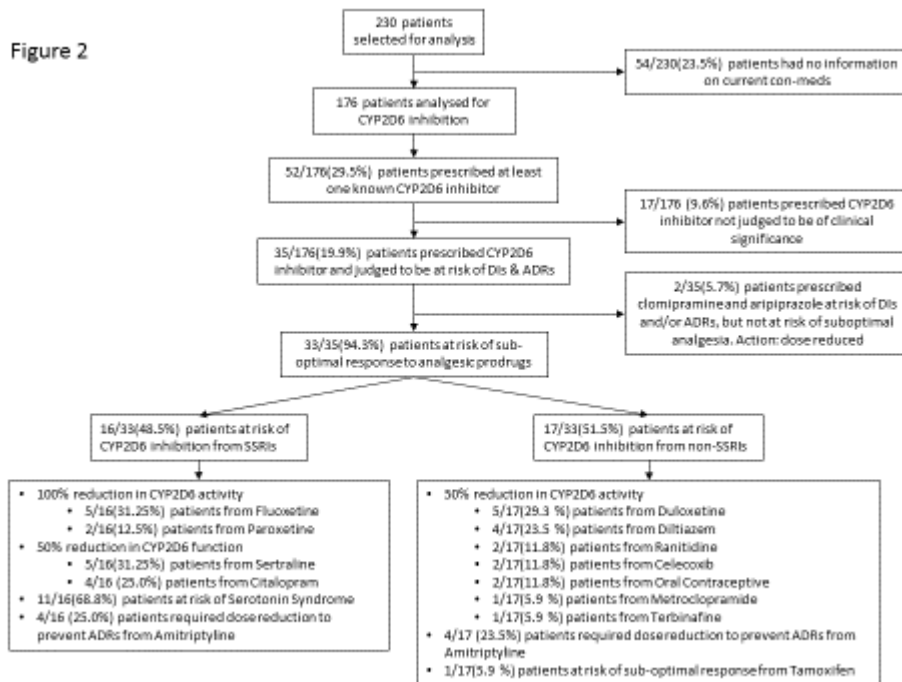 Figure 2
230 patients
selected for analysis
54/230(23.5%) patients had no information
on current con-meds
176 patients analysed for
CYP2D6 inhibition
52/176(29.5%) patients prescribed at least
one known CYP2D6 inhibitor
17/176 (9.6%) patients prescribed CYP2D6
inhibitor not judged to be of clinical
significance
35/176(19.9%) patients prescribed CYP2D6
inhibitor and judged to be at risk of DIs & ADRs
2/35(5.7%) patients prescribed
clomipramine and aripiprazole at risk of DIs
and/or ADRs, but not at risk of suboptimal
analgesia. Action: dose reduced
33/35(94.3%) patients at risk of sub-
optimal response to analgesic prodrugs
16/33(48.5%) patients at risk of
CYP2D6 inhibition from SSRIs
17/33(51.5%) patients at risk of
CYP2D6 inhibition from non-SSRIs
• 100% reduction in CYP2D6 activity
• 5/16(31.25%) patients from Fluoxetine
• 2/16(12.5%) patients from Paroxetine
• 50% reduction in CYP2D6 function
• 5/16(31.25%) patients from Sertraline
• 4/16 (25.0%) patients from Citalopram
• 11/16(68.8%) patients at risk of Serotonin Syndrome
• 4/16 (25.0%) patients required dose reduction to
prevent ADRs from Amitriptyline
• 50% reduction in CYP2D6 activity
• 5/17(29.3 %) patients from Duloxetine
• 4/17(23.5 %) patients from Diltiazem
• 2/17(11.8%) patients from Ranitidine
• 2/17(11.8%) patients from Celecoxib
• 2/17(11.8%) patients from Oral Contraceptive
• 1/17(5.9 %) patients from Metroclopramide
• 1/17(5.9 %) patients from Terbinafine
• 4/17 (23.5%) patients required dose reduction to prevent ADRs from
Amitriptyline
• 1/17(5.9 %) patients at risk of sub-optimal response from Tamoxifen